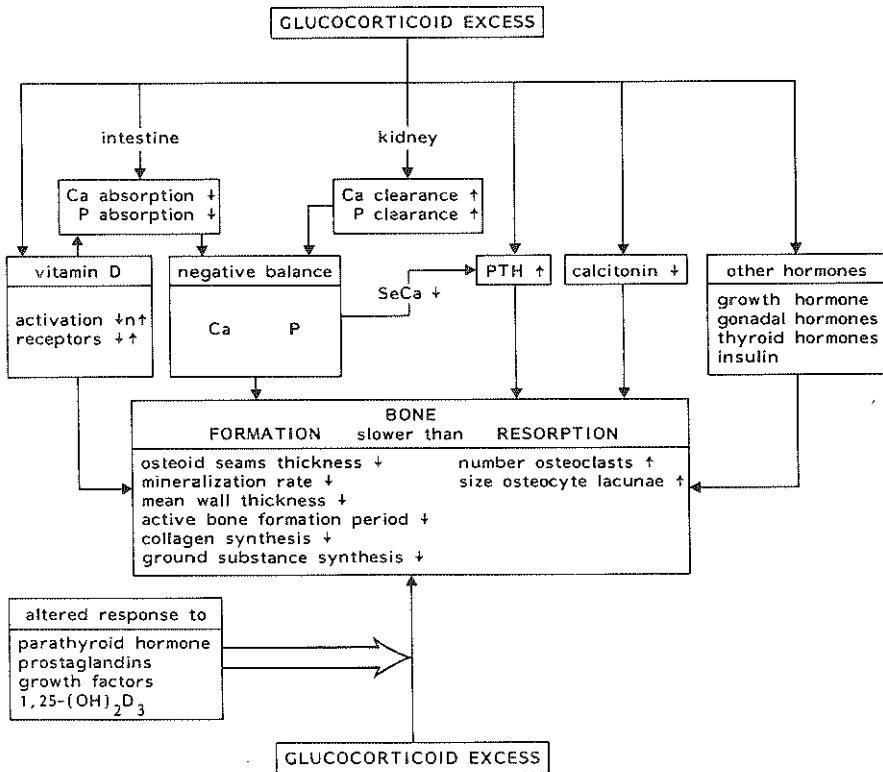 GLUCOCORTICOID EXCESS
intestine
kidney
Ca absorption ↓
P absorption ↓
Ca clearance ↑
P clearance ↑
vitamin D
activation ↓n↑
receptors ↓↑
negative balance
Ca P
SeCa ↓
PTH ↑
calcitonin ↓
other hormones
growth hormone
gonadal hormones
thyroid hormones
insulin
BONE
FORMATION slower than RESORPTION
osteoid seams thickness ↓
mineralization rate ↓
mean wall thickness ↓
active bone formation period ↓
collagen synthesis ↓
ground substance synthesis ↓
number osteoclasts ↑
size osteocyte lacunae ↑
altered response to
parathyroid hormone
prostaglandins
growth factors
1,25-(OH)₂D₃
GLUCOCORTICOID EXCESS